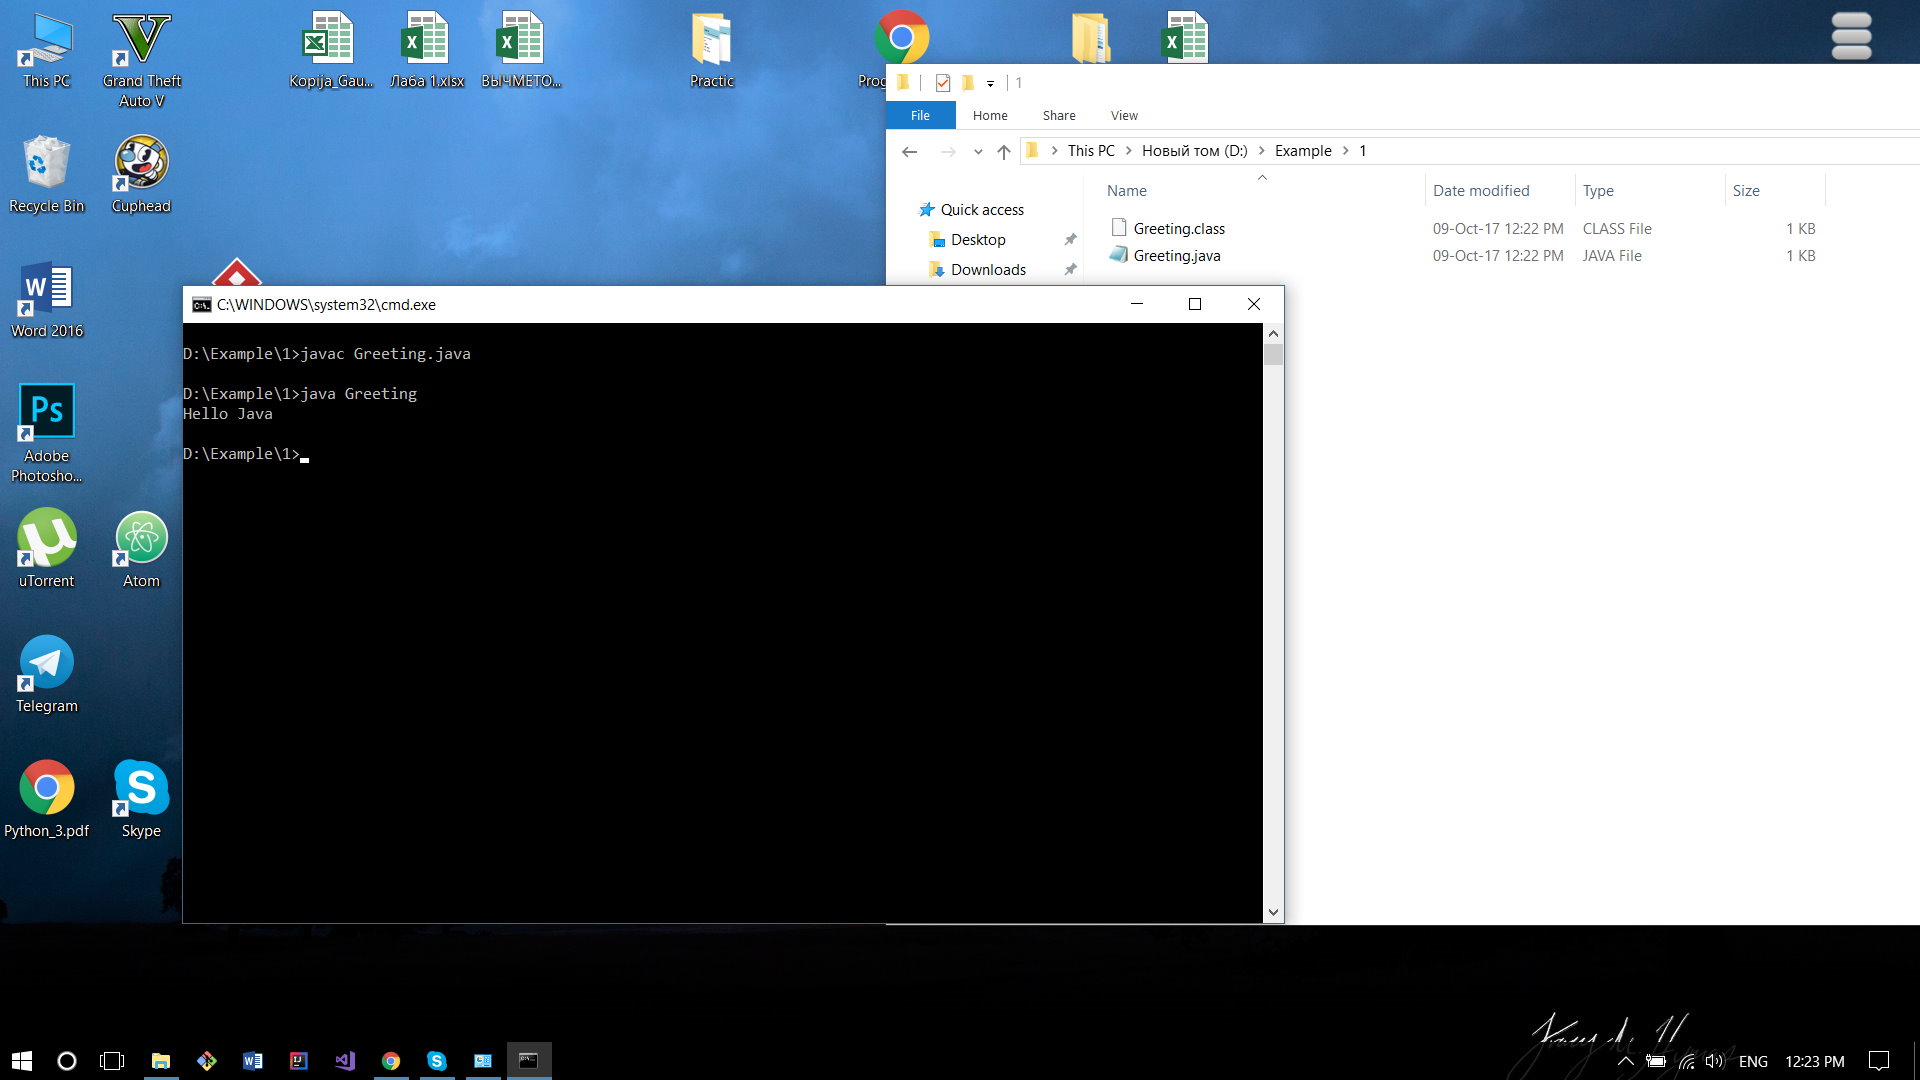 This PC
Grand Theft
Auto V
Kopija_Gau...
Лаба 1.xlsx
ВЫЧМЕТО...
Practic
Recycle Bin
Cuphead
Word 2016
Adobe
Photosho...
uTorrent
Atom
Telegram
Python_3.pdf
Skype
1
File
Home
Share
View
This PC
Новый том (D:)
Example
1
Name
Date modified
Type
Size
Quick access
Desktop
Downloads
Greeting.class
09-Oct-17 12:22 PM
CLASS File
1 KB
Greeting.java
09-Oct-17 12:22 PM
JAVA File
1 KB
C:\WINDOWS\system32\cmd.exe
D:\Example\1>javac Greeting.java
D:\Example\1>java Greeting
Hello Java
D:\Example\1>
ENG
12:23 PM